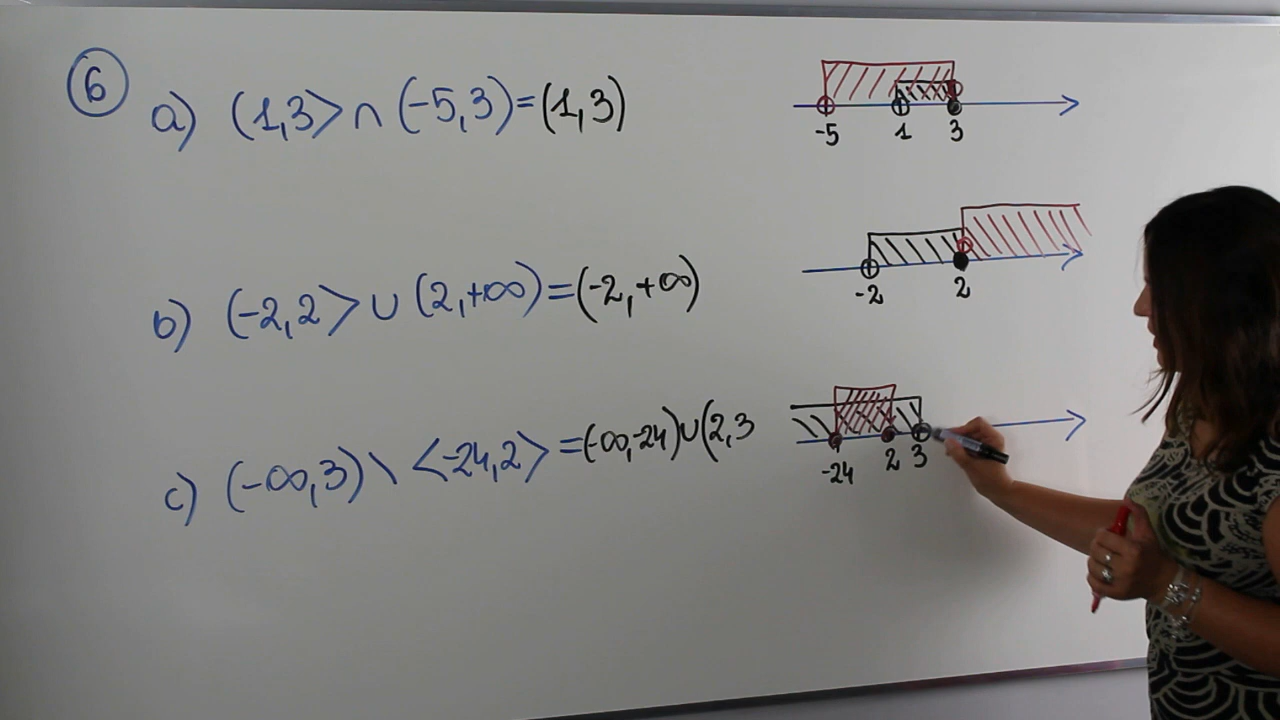 6
a) (1,3> ∩ (-5,3)=(1,3)
-5 1 3
b) (-2,2> ∪ (2,+∞)=(-2,+∞)
-2 2
c) (-∞,3) \ <-24,2> =(-∞,-24)∪(2,3
-24 2 3